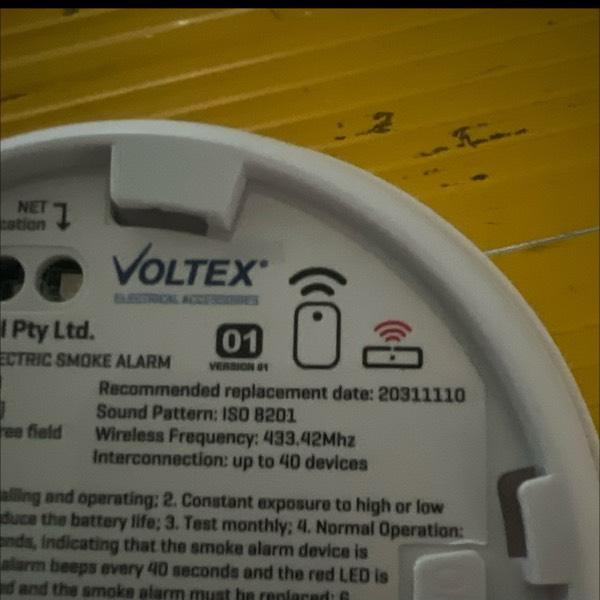 NET
cation
VOLTEX
ELECTRICAL ACCESSORIES
l Pty Ltd.
01
ECTRIC SMOKE ALARM
VERSION 01
Recommended replacement date: 20311110
Sound Pattern: ISO 8201
ree field
Wireless Frequency: 433.42Mhz
Interconnection: up to 40 devices
alling and operating; 2. Constant exposure to high or low
duce the battery life; 3. Test monthly; 4. Normal Operation:
onds, indicating that the smoke alarm device is
alarm beeps every 40 seconds and the red LED is
ed and the smoke alarm must be replaced; 6.